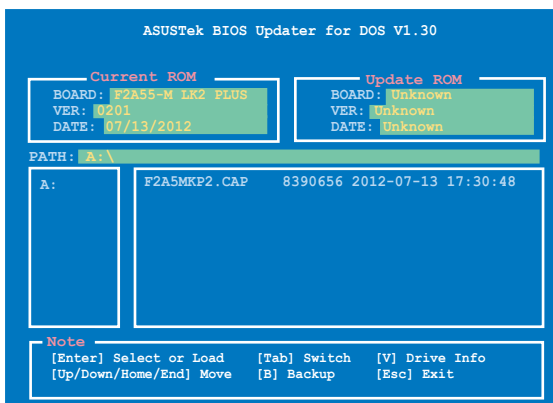 ASUSTek BIOS Updater for DOS V1.30
Current ROM
BOARD: F2A55-M LK2 PLUS
VER: 0201
DATE: 07/13/2012
Update ROM
BOARD: Unknown
VER: Unknown
DATE: Unknown
PATH: A:\
A:
F2A5MKP2.CAP 8390656 2012-07-13 17:30:48
Note
[Enter] Select or Load [Tab] Switch [V] Drive Info
[Up/Down/Home/End] Move [B] Backup [Esc] Exit